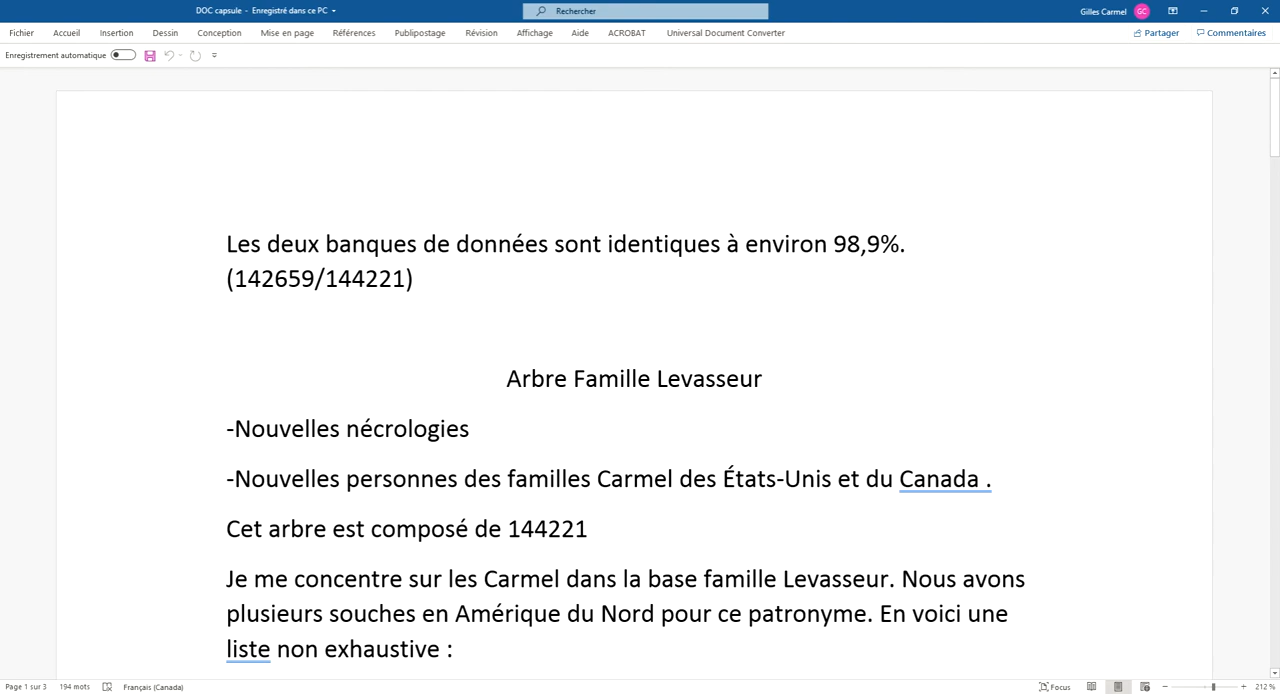 DOC capsule - Enregistré dans ce PC
Rechercher
Gilles Carmel GC
Fichier Accueil Insertion Dessin Conception Mise en page Références Publipostage Révision Affichage Aide ACROBAT Universal Document Converter Partager Commentaires
Enregistrement automatique
Les deux banques de données sont identiques à environ 98,9%.
(142659/144221)
Arbre Famille Levasseur
-Nouvelles nécrologies
-Nouvelles personnes des familles Carmel des États-Unis et du Canada .
Cet arbre est composé de 144221
Je me concentre sur les Carmel dans la base famille Levasseur. Nous avons
plusieurs souches en Amérique du Nord pour ce patronyme. En voici une
liste non exhaustive :
Page 1 sur 3 194 mots Français (Canada) Focus 212 %